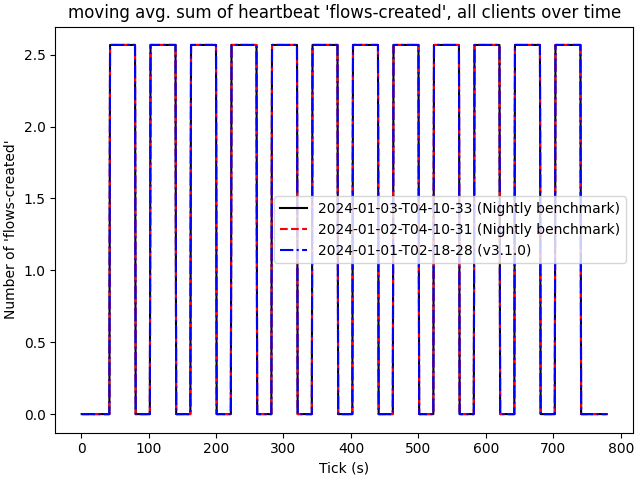 moving avg. sum of heartbeat 'flows-created', all clients over time
Number of 'flows-created'
2.5
2.0
1.5
1.0
0.5
0.0
2024-01-03-T04-10-33 (Nightly benchmark)
2024-01-02-T04-10-31 (Nightly benchmark)
2024-01-01-T02-18-28 (v3.1.0)
0 100 200 300 400 500 600 700 800
Tick (s)